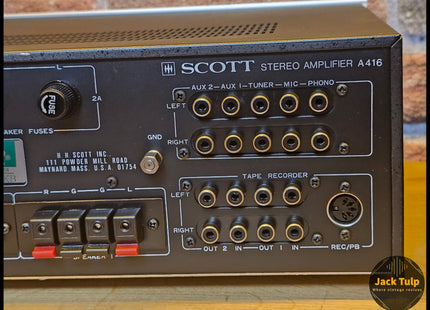 SCOTT STEREO AMPLIFIER A416
L
FUSE
2A
AKER FUSES
AUX 2 AUX 1 TUNER MIC PHONO
LEFT
RIGHT
GND
H H SCOTT INC.
111 POWDER MILL ROAD
MAYNARD. MASS. U.S.A. 01754
TAPE RECORDER
LEFT
RIGHT
OUT 2 IN OUT 1 IN REC/PB
R G G L
SPEAKER 1
Jack Tulp